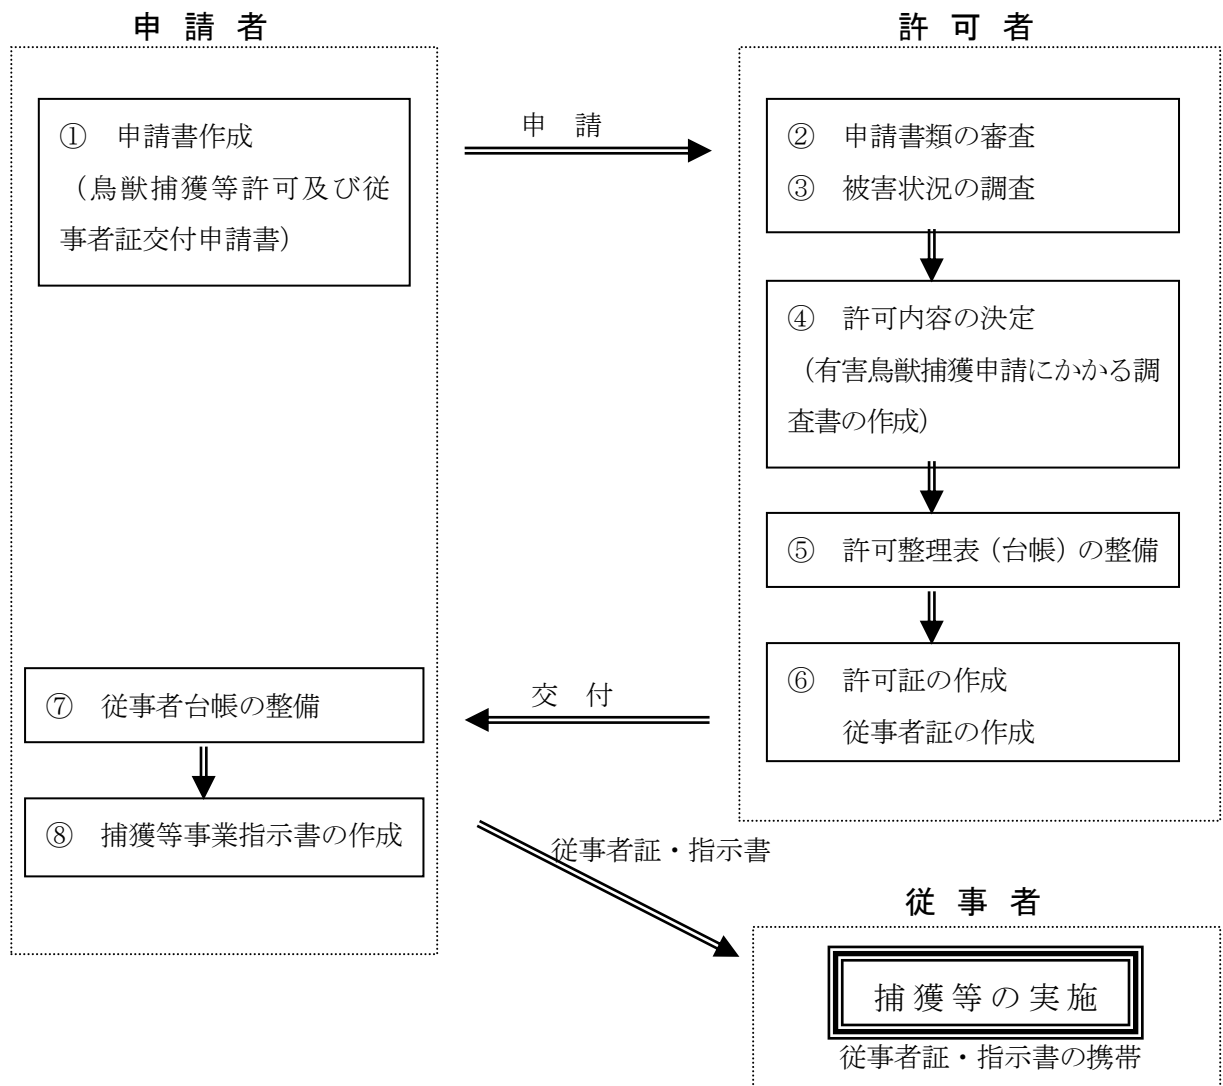 申 請 者
許 可 者
① 申請書作成
（鳥獣捕獲等許可及び従
事者証交付申請書）
申 請
② 申請書類の審査
③ 被害状況の調査
④ 許可内容の決定
（有害鳥獣捕獲申請にかかる調
査書の作成）
⑤ 許可整理表（台帳）の整備
⑥ 許可証の作成
従事者証の作成
交 付
⑦ 従事者台帳の整備
⑧ 捕獲等事業指示書の作成
従事者証・指示書
従 事 者
捕獲等の実施
従事者証・指示書の携帯